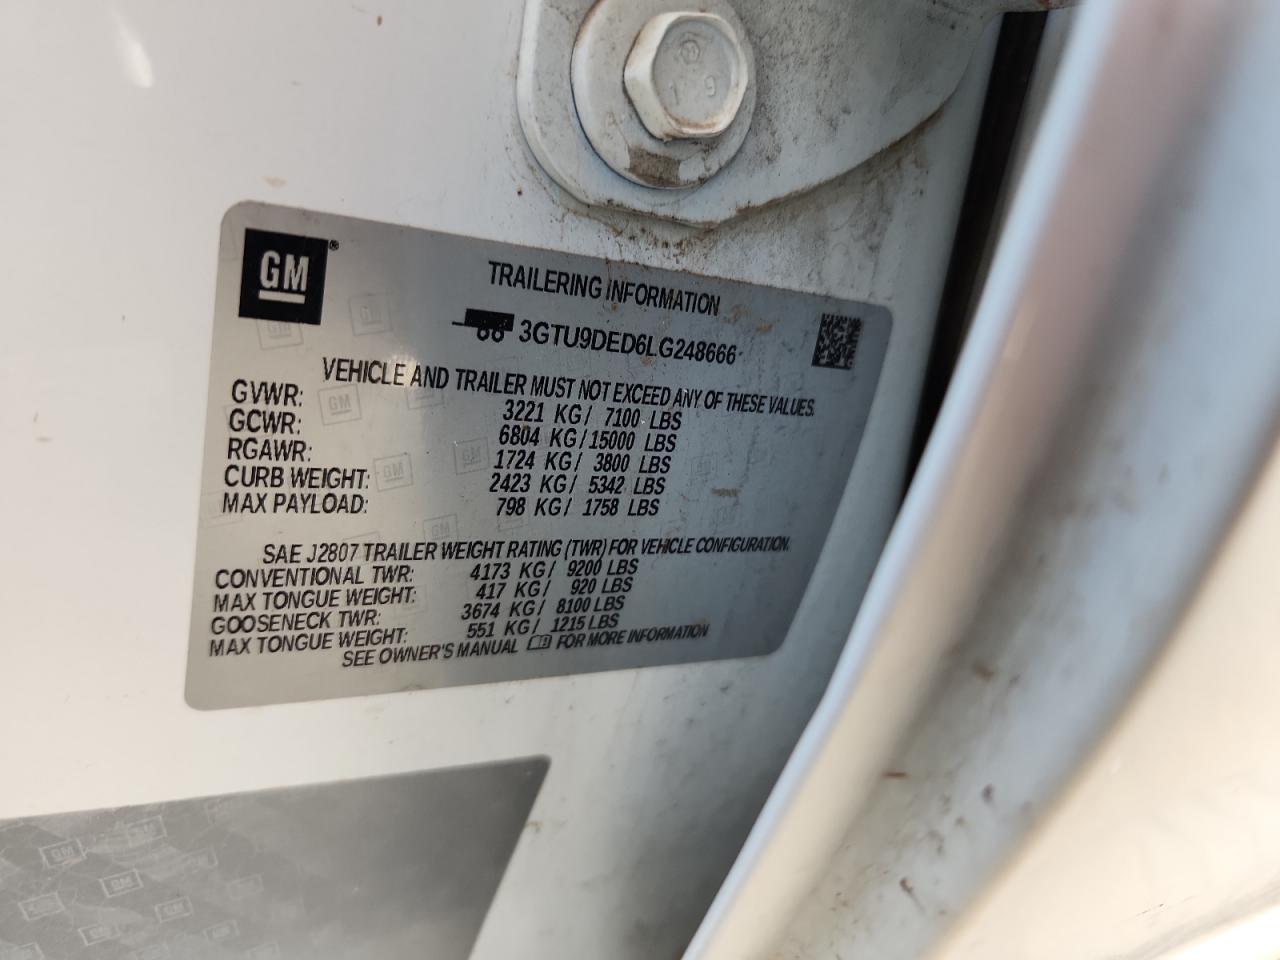 19
GM®
TRAILERING INFORMATION
3GTU9DED6LG248666
VEHICLE AND TRAILER MUST NOT EXCEED ANY OF THESE VALUES.
GVWR: 3221 KG/ 7100 LBS
GCWR: 6804 KG/15000 LBS
RGAWR: 1724 KG/ 3800 LBS
CURB WEIGHT: 2423 KG/ 5342 LBS
MAX PAYLOAD: 798 KG/ 1758 LBS
SAE J2807 TRAILER WEIGHT RATING (TWR) FOR VEHICLE CONFIGURATION.
CONVENTIONAL TWR: 4173 KG/ 9200 LBS
MAX TONGUE WEIGHT: 417 KG/ 920 LBS
GOOSENECK TWR: 3674 KG/ 8100 LBS
MAX TONGUE WEIGHT: 551 KG/ 1215 LBS
SEE OWNER'S MANUAL FOR MORE INFORMATION